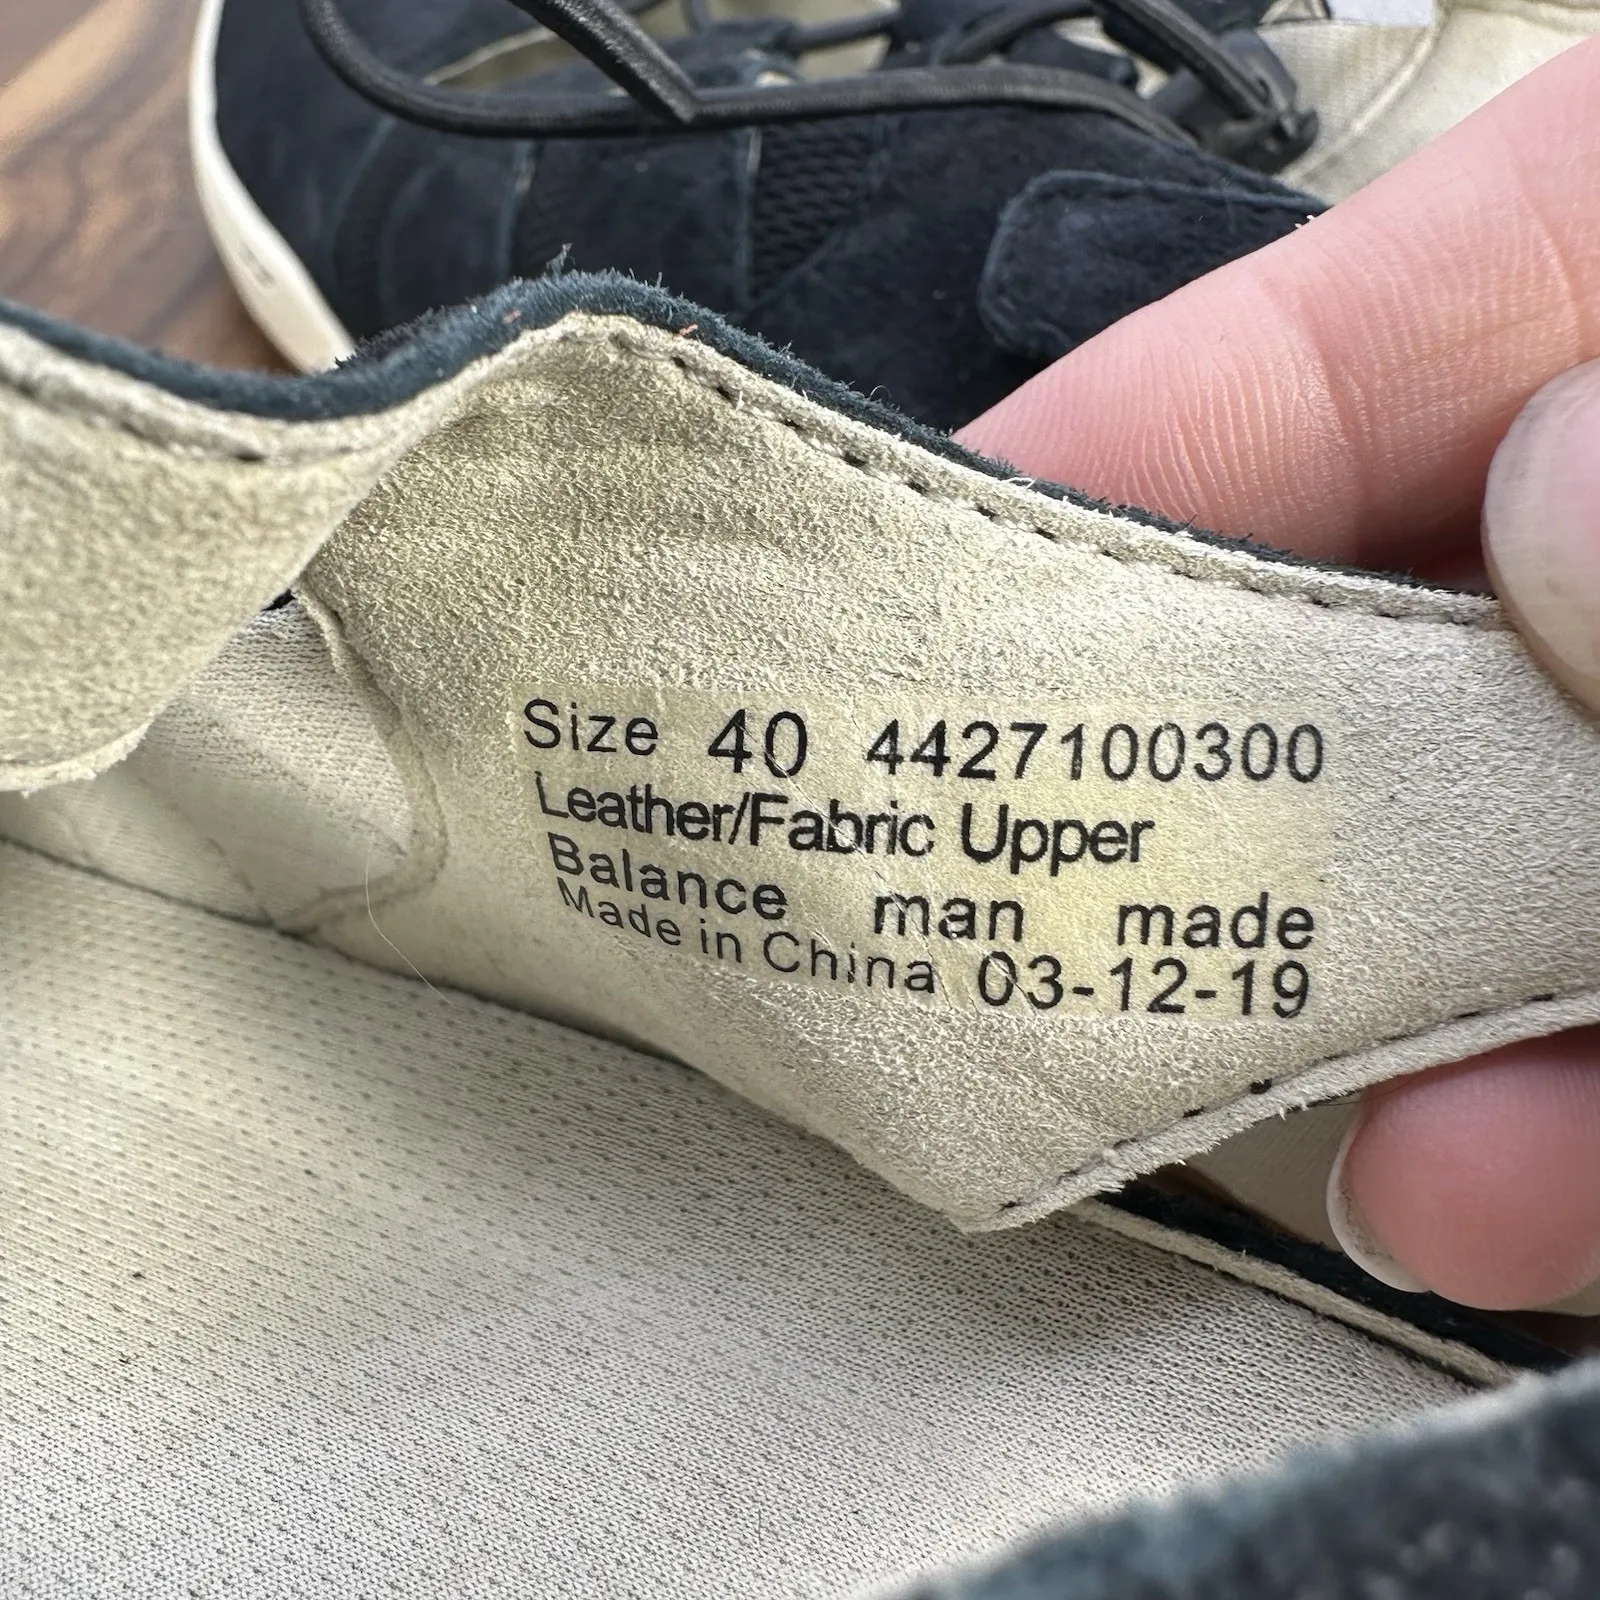 Size 40 4427100300
Leather/Fabric Upper
Balance man made
Made in China 03-12-19